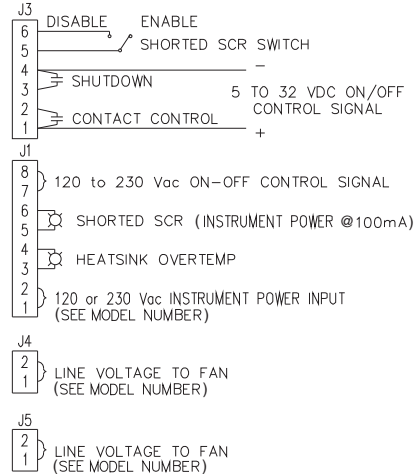 J3
DISABLE ENABLE
6
5 SHORTED SCR SWITCH
4 −
3 SHUTDOWN
5 TO 32 VDC ON/OFF
CONTROL SIGNAL
2
1 CONTACT CONTROL +
J1
8
7 120 to 230 Vac ON-OFF CONTROL SIGNAL
6
5 SHORTED SCR (INSTRUMENT POWER @100mA)
4
3 HEATSINK OVERTEMP
2
1 120 or 230 Vac INSTRUMENT POWER INPUT
(SEE MODEL NUMBER)
J4
2
1 LINE VOLTAGE TO FAN
(SEE MODEL NUMBER)
J5
2
1 LINE VOLTAGE TO FAN
(SEE MODEL NUMBER)